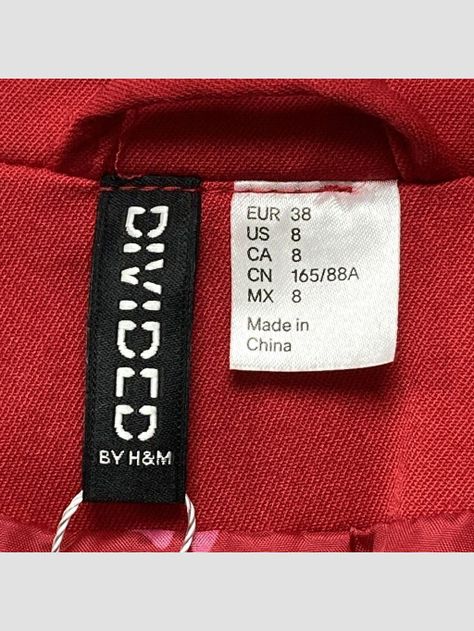 DIVIDED
BY H&M
EUR 38
US 8
CA 8
CN 165/88A
MX 8
Made in
China